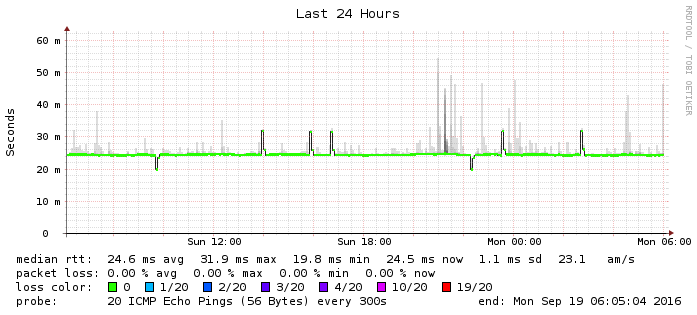 Last 24 Hours
RRDTOOL / TOBI OETIKER
Seconds
60 m
50 m
40 m
30 m
20 m
10 m
0
Sun 12:00 Sun 18:00 Mon 00:00 Mon 06:00
median rtt: 24.6 ms avg 31.9 ms max 19.8 ms min 24.5 ms now 1.1 ms sd 23.1 am/s
packet loss: 0.00 % avg 0.00 % max 0.00 % min 0.00 % now
loss color: 0 1/20 2/20 3/20 4/20 10/20 19/20
probe: 20 ICMP Echo Pings (56 Bytes) every 300s end: Mon Sep 19 06:05:04 2016